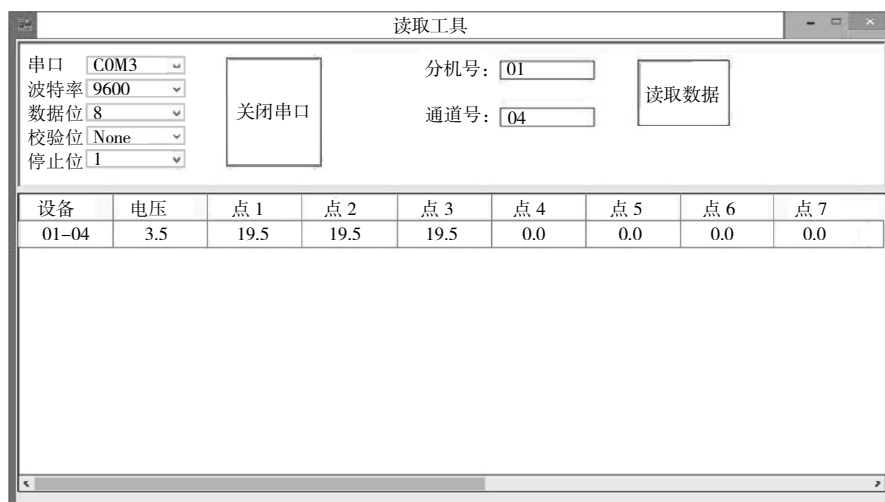 读取工具
串口 COM3
波特率 9600
数据位 8
校验位 None
停止位 1
关闭串口
分机号: 01
通道号: 04
读取数据
设备 电压 点 1 点 2 点 3 点 4 点 5 点 6 点 7
01-04 3.5 19.5 19.5 19.5 0.0 0.0 0.0 0.0